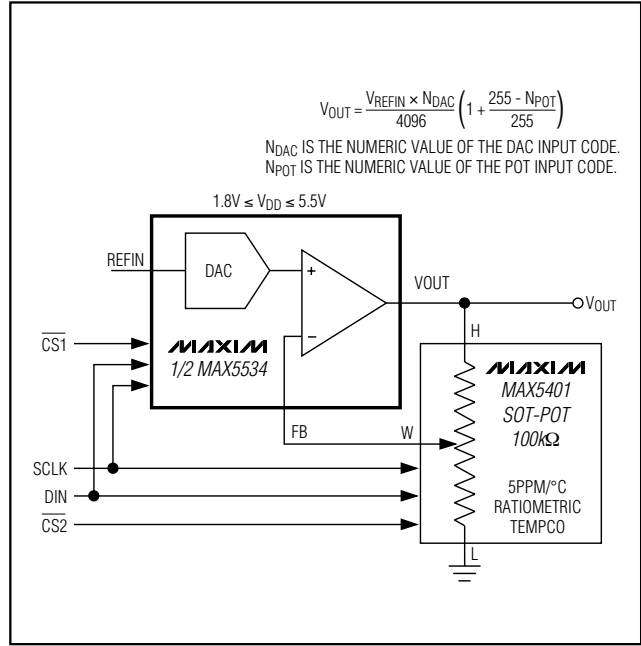 V_OUT = V_REFIN × N_DAC / 4096 (1 + 255 - N_POT / 255)
N_DAC IS THE NUMERIC VALUE OF THE DAC INPUT CODE.
N_POT IS THE NUMERIC VALUE OF THE POT INPUT CODE.
1.8V ≤ V_DD ≤ 5.5V
REFIN
DAC
+
−
VOUT
V_OUT
CS1
MAXIM
1/2 MAX5534
H
MAXIM
MAX5401
SOT-POT
100kΩ
FB
W
SCLK
DIN
CS2
5PPM/°C
RATIOMETRIC
TEMPCO
L